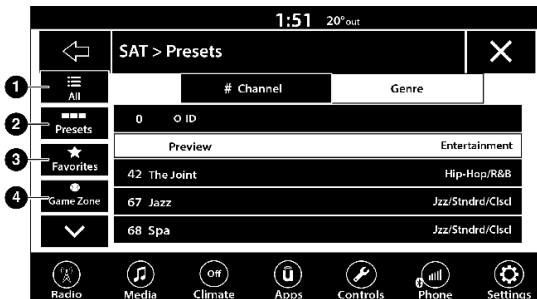 1:51 20°out
SAT > Presets
1 All
# Channel Genre
2 Presets
0 O ID
Preview Entertainment
3 Favorites
42 The Joint Hip-Hop/R&B
4 Game Zone
67 Jazz Jzz/Stndrd/Clscl
68 Spa Jzz/Stndrd/Clscl
Off
Radio Media Climate Apps Controls Phone Settings